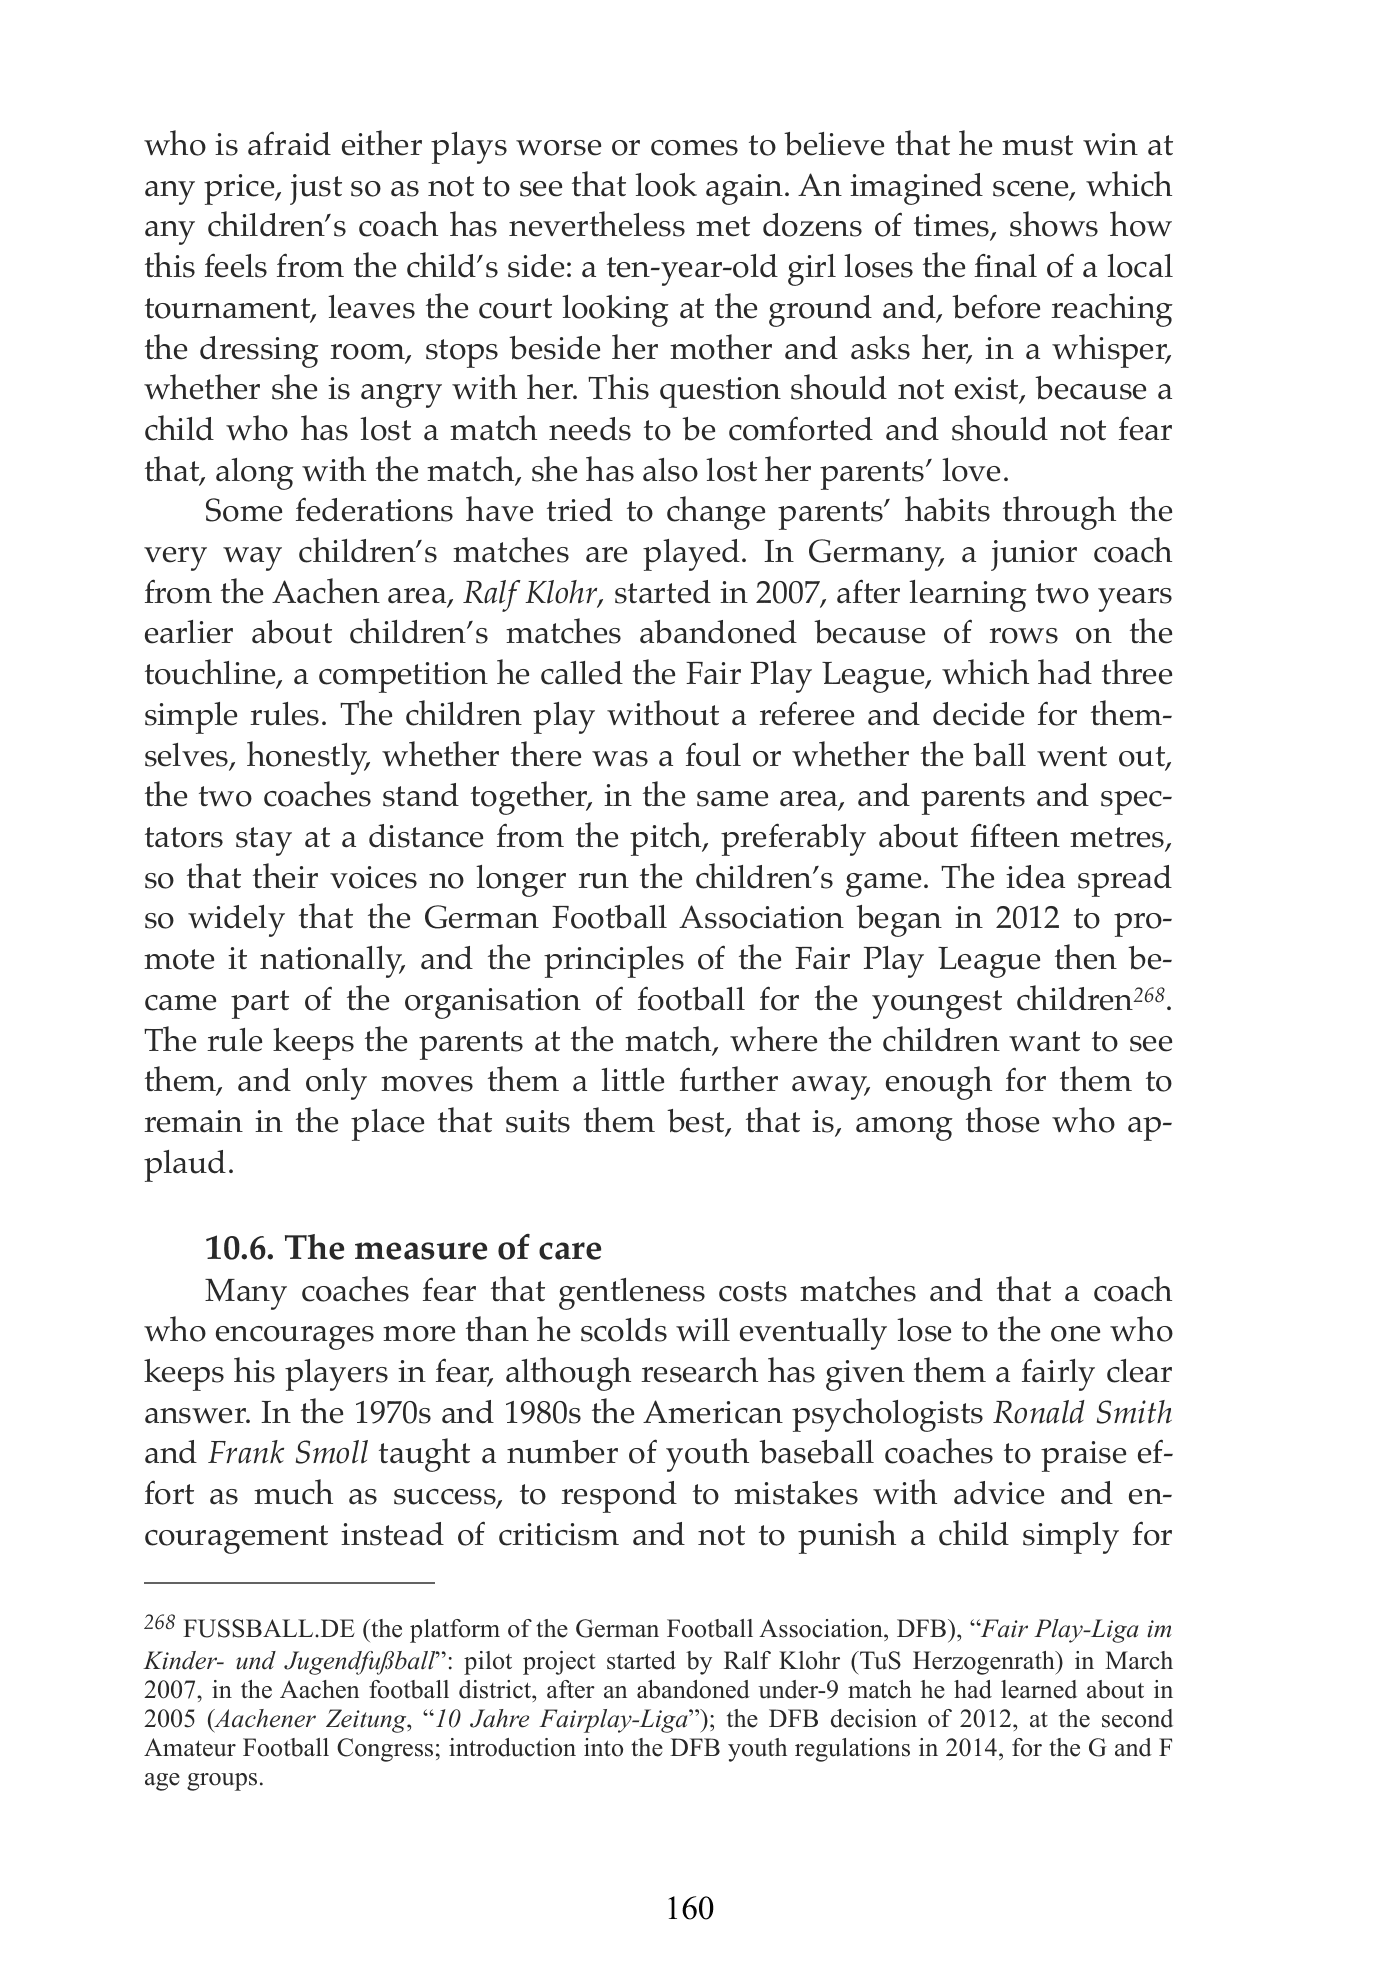 who is afraid either plays worse or comes to believe that he must win at
any price, just so as not to see that look again. An imagined scene, which
any children’s coach has nevertheless met dozens of times, shows how
this feels from the child’s side: a ten-year-old girl loses the final of a local
tournament, leaves the court looking at the ground and, before reaching
the dressing room, stops beside her mother and asks her, in a whisper,
whether she is angry with her. This question should not exist, because a
child who has lost a match needs to be comforted and should not fear
that, along with the match, she has also lost her parents’ love.
Some federations have tried to change parents’ habits through the
very way children’s matches are played. In Germany, a junior coach
from the Aachen area, Ralf Klohr, started in 2007, after learning two years
earlier about children’s matches abandoned because of rows on the
touchline, a competition he called the Fair Play League, which had three
simple rules. The children play without a referee and decide for them-
selves, honestly, whether there was a foul or whether the ball went out,
the two coaches stand together, in the same area, and parents and spec-
tators stay at a distance from the pitch, preferably about fifteen metres,
so that their voices no longer run the children’s game. The idea spread
so widely that the German Football Association began in 2012 to pro-
mote it nationally, and the principles of the Fair Play League then be-
came part of the organisation of football for the youngest children268.
The rule keeps the parents at the match, where the children want to see
them, and only moves them a little further away, enough for them to
remain in the place that suits them best, that is, among those who ap-
plaud.
10.6. The measure of care
Many coaches fear that gentleness costs matches and that a coach
who encourages more than he scolds will eventually lose to the one who
keeps his players in fear, although research has given them a fairly clear
answer. In the 1970s and 1980s the American psychologists Ronald Smith
and Frank Smoll taught a number of youth baseball coaches to praise ef-
fort as much as success, to respond to mistakes with advice and en-
couragement instead of criticism and not to punish a child simply for
268 FUSSBALL.DE (the platform of the German Football Association, DFB), “Fair Play-Liga im
Kinder- und Jugendfußball”: pilot project started by Ralf Klohr (TuS Herzogenrath) in March
2007, in the Aachen football district, after an abandoned under-9 match he had learned about in
2005 (Aachener Zeitung, “10 Jahre Fairplay-Liga”); the DFB decision of 2012, at the second
Amateur Football Congress; introduction into the DFB youth regulations in 2014, for the G and F
age groups.
160